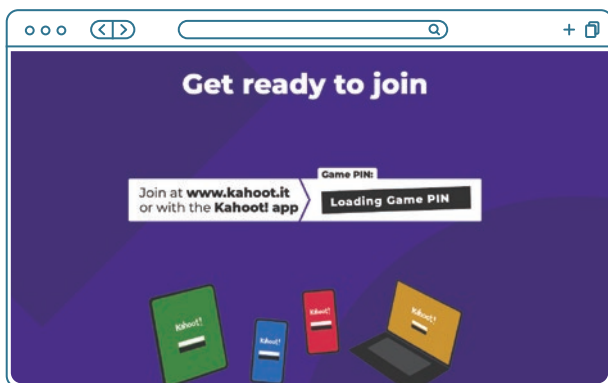 Get ready to join
Game PIN:
Join at www.kahoot.it
or with the Kahoot! app
Loading Game PIN
Kahoot!
Kahoot!
Kahoot!
Kahoot!